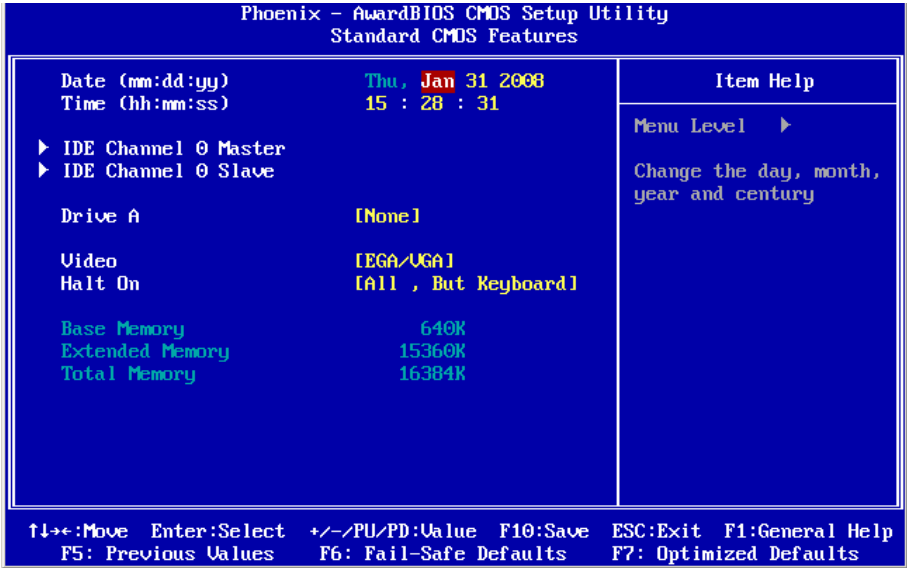 Phoenix - AwardBIOS CMOS Setup Utility
Standard CMOS Features
Date (mm:dd:yy) Thu, Jan 31 2008
Time (hh:mm:ss) 15 : 28 : 31
IDE Channel 0 Master
IDE Channel 0 Slave
Drive A [None]
Video [EGA/VGA]
Halt On [All , But Keyboard]
Base Memory 640K
Extended Memory 15360K
Total Memory 16384K
Item Help
Menu Level ▶
Change the day, month,
year and century
↑↓→←:Move Enter:Select +/-/PU/PD:Value F10:Save ESC:Exit F1:General Help
F5: Previous Values F6: Fail-Safe Defaults F7: Optimized Defaults